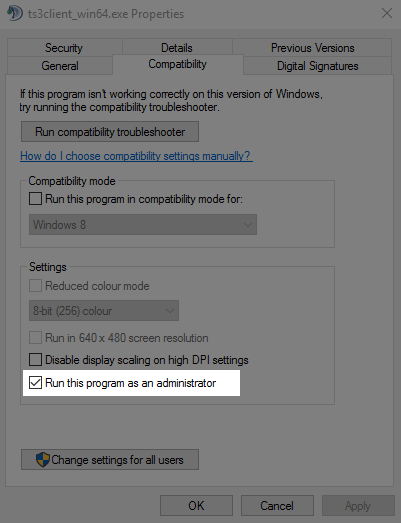 ts3client_win64.exe Properties
Security Details Previous Versions
General Compatibility Digital Signatures
If this program isn't working correctly on this version of Windows,
try running the compatibility troubleshooter.
Run compatibility troubleshooter
How do I choose compatibility settings manually?
Compatibility mode
Run this program in compatibility mode for:
Windows 8
Settings
Reduced colour mode
8-bit (256) colour
Run in 640 x 480 screen resolution
Disable display scaling on high DPI settings
Run this program as an administrator
Change settings for all users
OK Cancel Apply